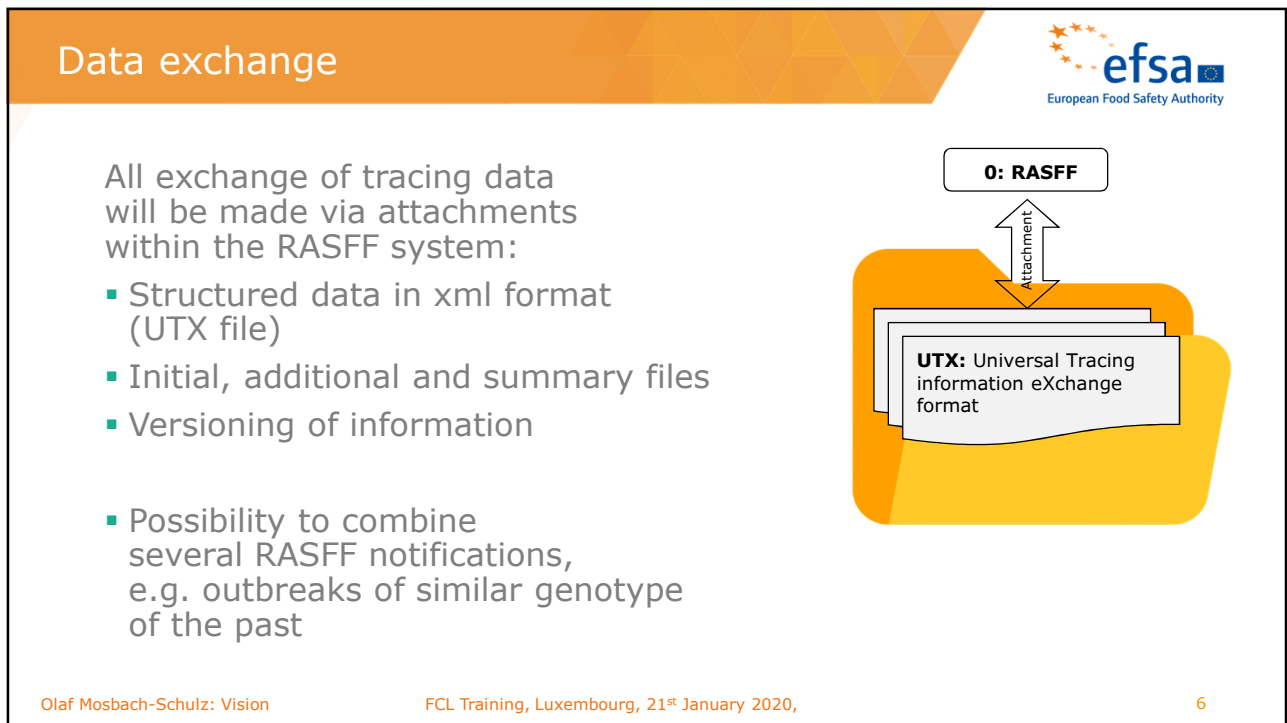 Data exchange
efsa
European Food Safety Authority
All exchange of tracing data
will be made via attachments
within the RASFF system:
▪ Structured data in xml format
(UTX file)
▪ Initial, additional and summary files
▪ Versioning of information
▪ Possibility to combine
several RASFF notifications,
e.g. outbreaks of similar genotype
of the past
0: RASFF
Attachment
UTX: Universal Tracing
information eXchange
format
Olaf Mosbach-Schulz: Vision
FCL Training, Luxembourg, 21st January 2020,
6